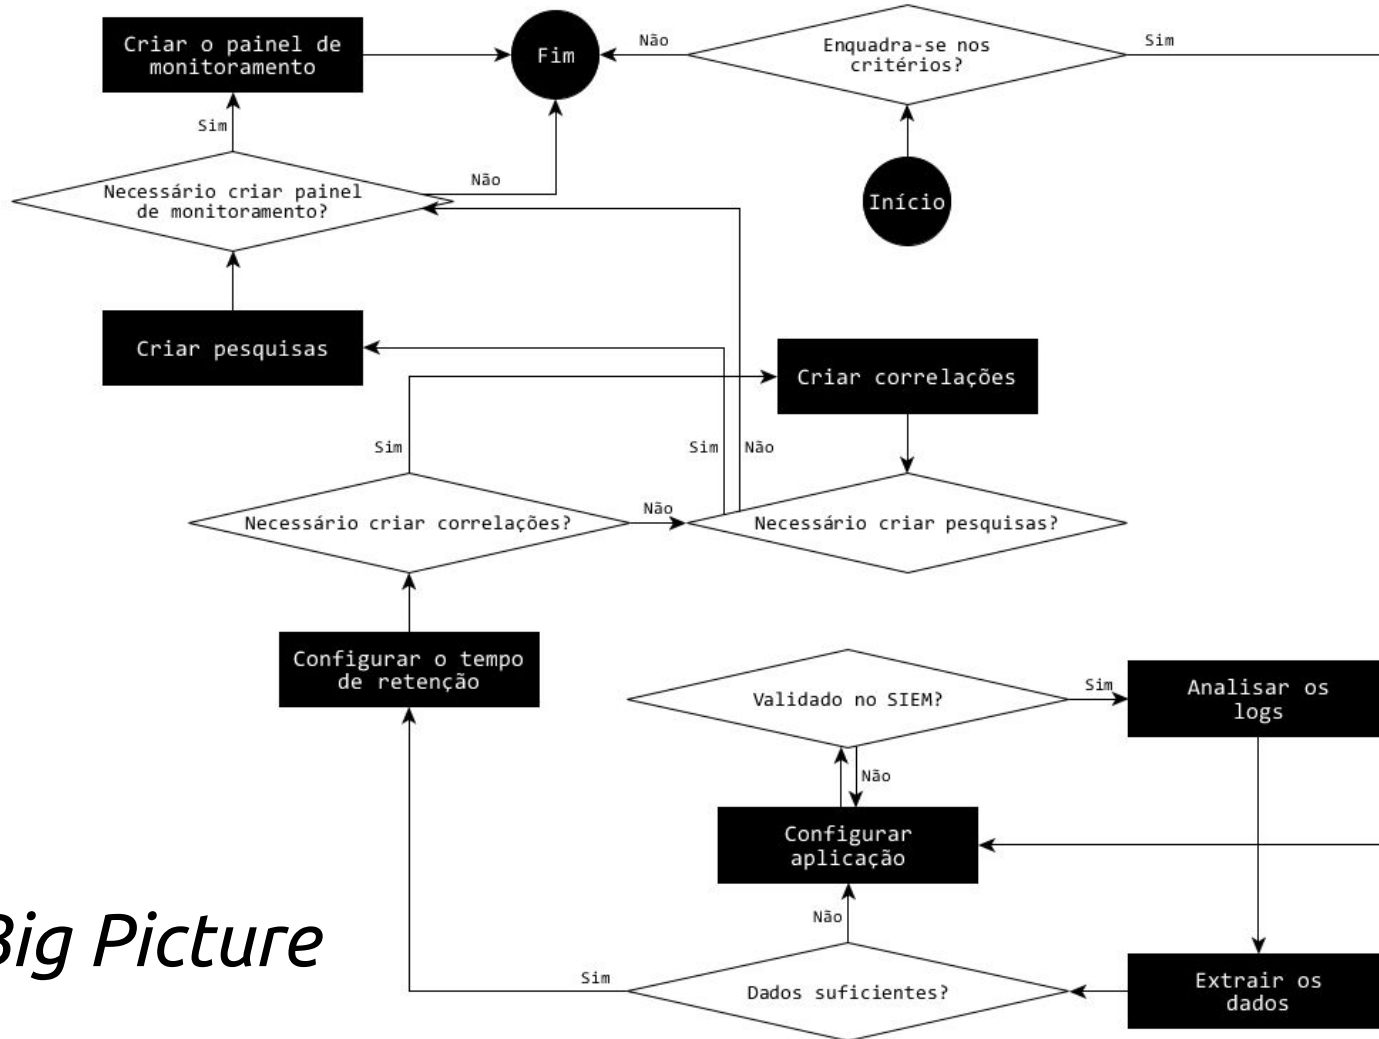 Criar o painel de
monitoramento
Fim
Não
Enquadra-se nos
critérios?
Sim
Sim
Necessário criar painel
de monitoramento?
Não
Início
Criar pesquisas
Criar correlações
Sim
Sim
Não
Necessário criar correlações?
Não
Necessário criar pesquisas?
Configurar o tempo
de retenção
Validado no SIEM?
Sim
Analisar os
logs
Não
Configurar
aplicação
Não
Big Picture
Sim
Dados suficientes?
Extrair os
dados